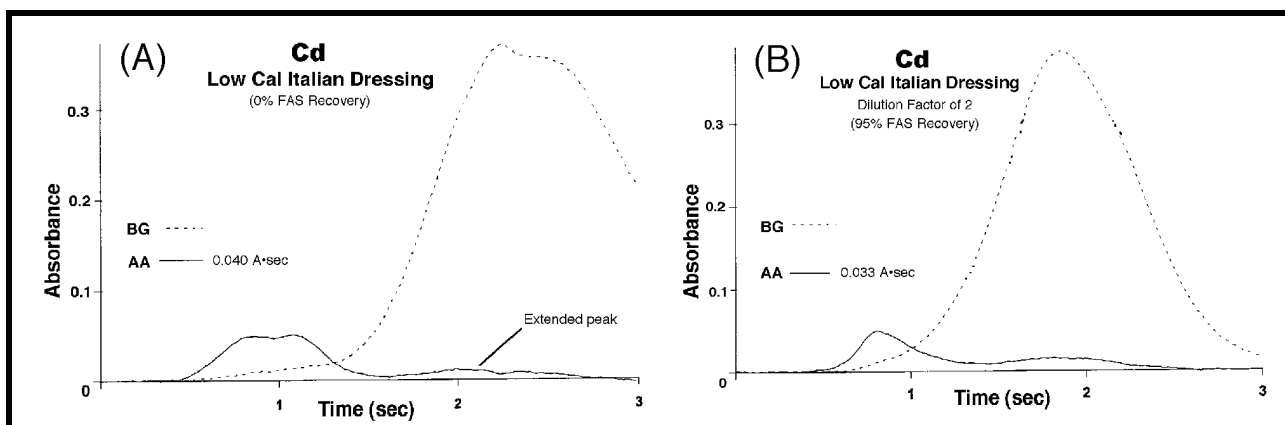 (A)
Cd
Low Cal Italian Dressing
(0% FAS Recovery)
0.3
0.2
0.1
0
Absorbance
BG
AA 0.040 A•sec
Extended peak
1
2
3
Time (sec)
(B)
Cd
Low Cal Italian Dressing
Dilution Factor of 2
(95% FAS Recovery)
0.3
0.2
0.1
0
Absorbance
BG
AA 0.033 A•sec
1
2
3
Time (sec)